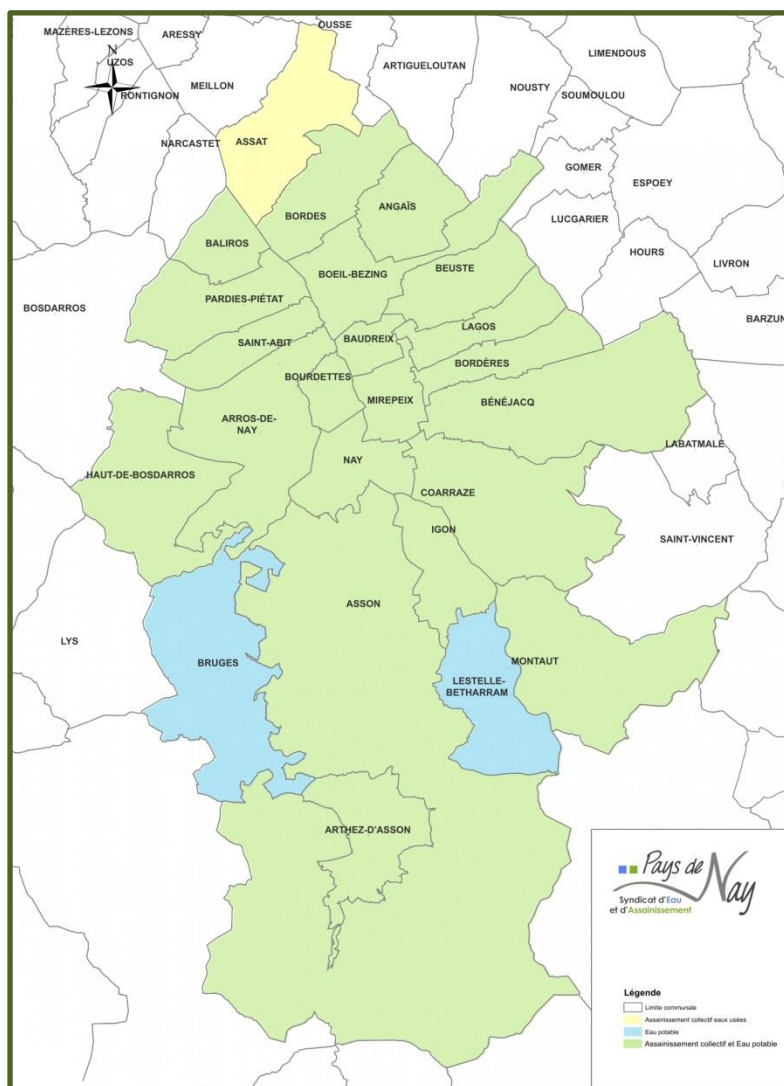 OUSSE
MAZÈRES-LEZONS
ARESSY
N
UZOS
LIMENDOUS
ARTIGUELOUTAN
MEILLON
NOUSTY
SOUMOULOU
RONTIGNON
NARCASTET
ASSAT
GOMER
ESPOEY
ANGAÏS
BORDES
LUCGARIER
BALIROS
HOURS
LIVRON
BOEIL-BEZING
BEUSTE
PARDIES-PIÉTAT
BOSDARROS
BARZUN
SAINT-ABIT
LAGOS
BAUDREIX
BORDÈRES
BOURDETTES
MIREPEIX
BÉNÉJACQ
ARROS-DE-
NAY
LABATMALE
NAY
HAUT-DE-BOSDARROS
COARRAZE
IGON
SAINT-VINCENT
ASSON
LYS
BRUGES
MONTAUT
LESTELLE-
BETHARRAM
ARTHEZ-D'ASSON
Pays de Nay
Syndicat d'Eau
et d'Assainissement
Légende
Limite communale
Assainissement collectif eaux usées
Eau potable
Assainissement collectif et Eau potable